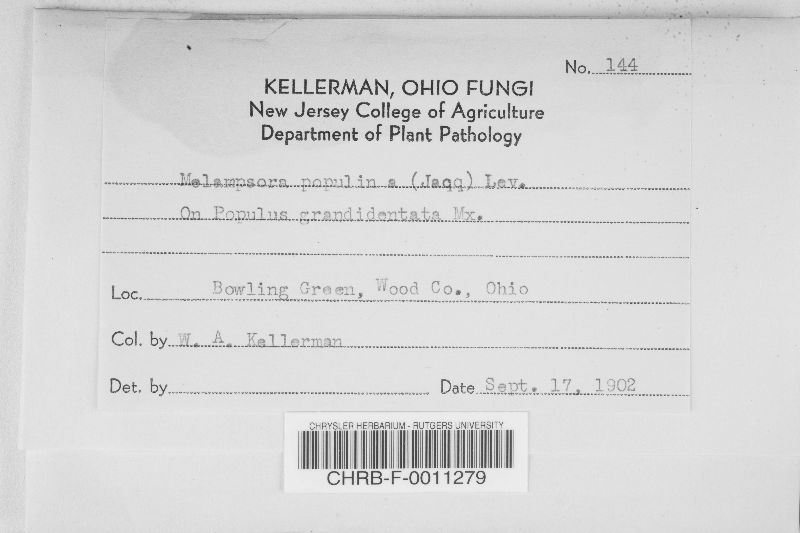 No. 144
KELLERMAN, OHIO FUNGI
New Jersey College of Agriculture
Department of Plant Pathology
Melampsora populin a (Jaqq) Lev.
On Populus grandidentata Mx.
Loc. Bowling Green, Wood Co., Ohio
Col. by W. A. Kellerman
Det. by
Date Sept. 17, 1902
CHRYSLER HERBARIUM - RUTGERS UNIVERSITY
CHRB-F-0011279